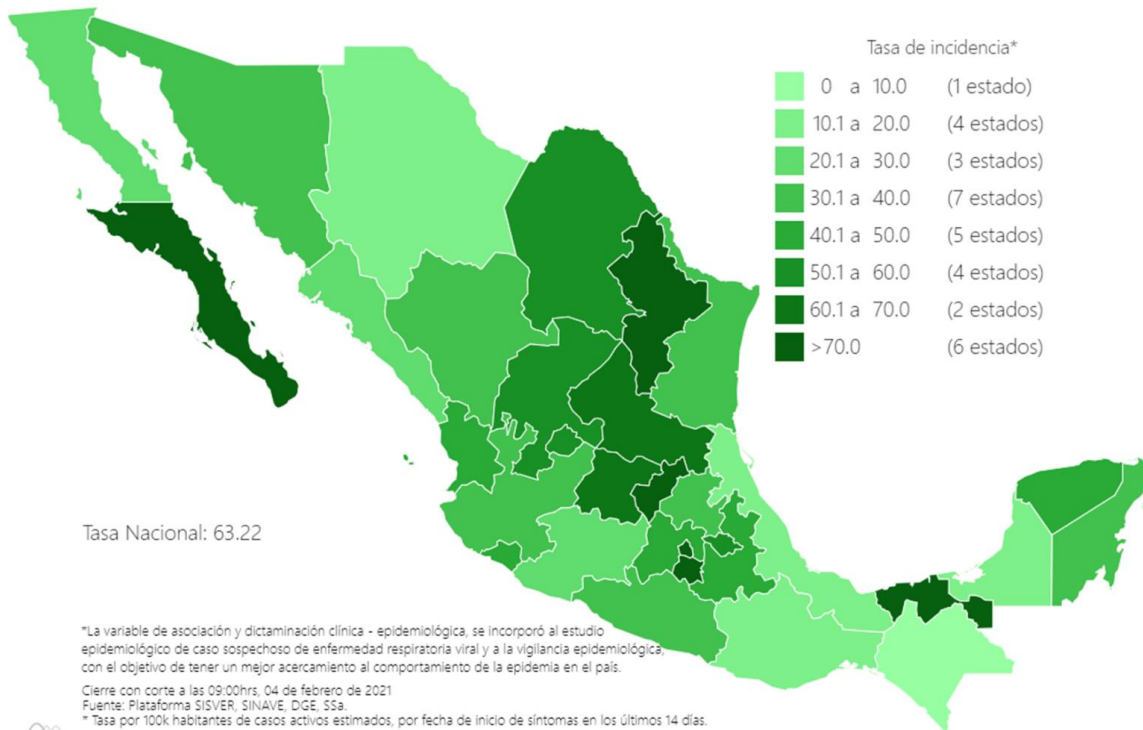 Tasa de incidencia*
0 a 10.0 (1 estado)
10.1 a 20.0 (4 estados)
20.1 a 30.0 (3 estados)
30.1 a 40.0 (7 estados)
40.1 a 50.0 (5 estados)
50.1 a 60.0 (4 estados)
60.1 a 70.0 (2 estados)
>70.0 (6 estados)
Tasa Nacional: 63.22
*La variable de asociación y dictaminación clínica - epidemiológica, se incorporó al estudio
epidemiológico de caso sospechoso de enfermedad respiratoria viral y a la vigilancia epidemiológica,
con el objetivo de tener un mejor acercamiento al comportamiento de la epidemia en el país.
Cierre con corte a las 09:00hrs, 04 de febrero de 2021
Fuente: Plataforma SISVER, SINAVE, DGE, SSa.
* Tasa por 100k habitantes de casos activos estimados, por fecha de inicio de síntomas en los últimos 14 días.